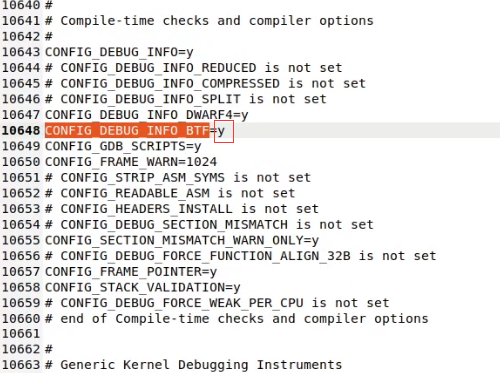 10640 #
10641 # Compile-time checks and compiler options
10642 #
10643 CONFIG_DEBUG_INFO=y
10644 # CONFIG_DEBUG_INFO_REDUCED is not set
10645 # CONFIG_DEBUG_INFO_COMPRESSED is not set
10646 # CONFIG_DEBUG_INFO_SPLIT is not set
10647 CONFIG_DEBUG_INFO_DWARF4=y
10648 CONFIG_DEBUG_INFO_BTF=y
10649 CONFIG_GDB_SCRIPTS=y
10650 CONFIG_FRAME_WARN=1024
10651 # CONFIG_STRIP_ASM_SYMS is not set
10652 # CONFIG_READABLE_ASM is not set
10653 # CONFIG_HEADERS_INSTALL is not set
10654 # CONFIG_DEBUG_SECTION_MISMATCH is not set
10655 CONFIG_SECTION_MISMATCH_WARN_ONLY=y
10656 # CONFIG_DEBUG_FORCE_FUNCTION_ALIGN_32B is not set
10657 CONFIG_FRAME_POINTER=y
10658 CONFIG_STACK_VALIDATION=y
10659 # CONFIG_DEBUG_FORCE_WEAK_PER_CPU is not set
10660 # end of Compile-time checks and compiler options
10661
10662 #
10663 # Generic Kernel Debugging Instruments